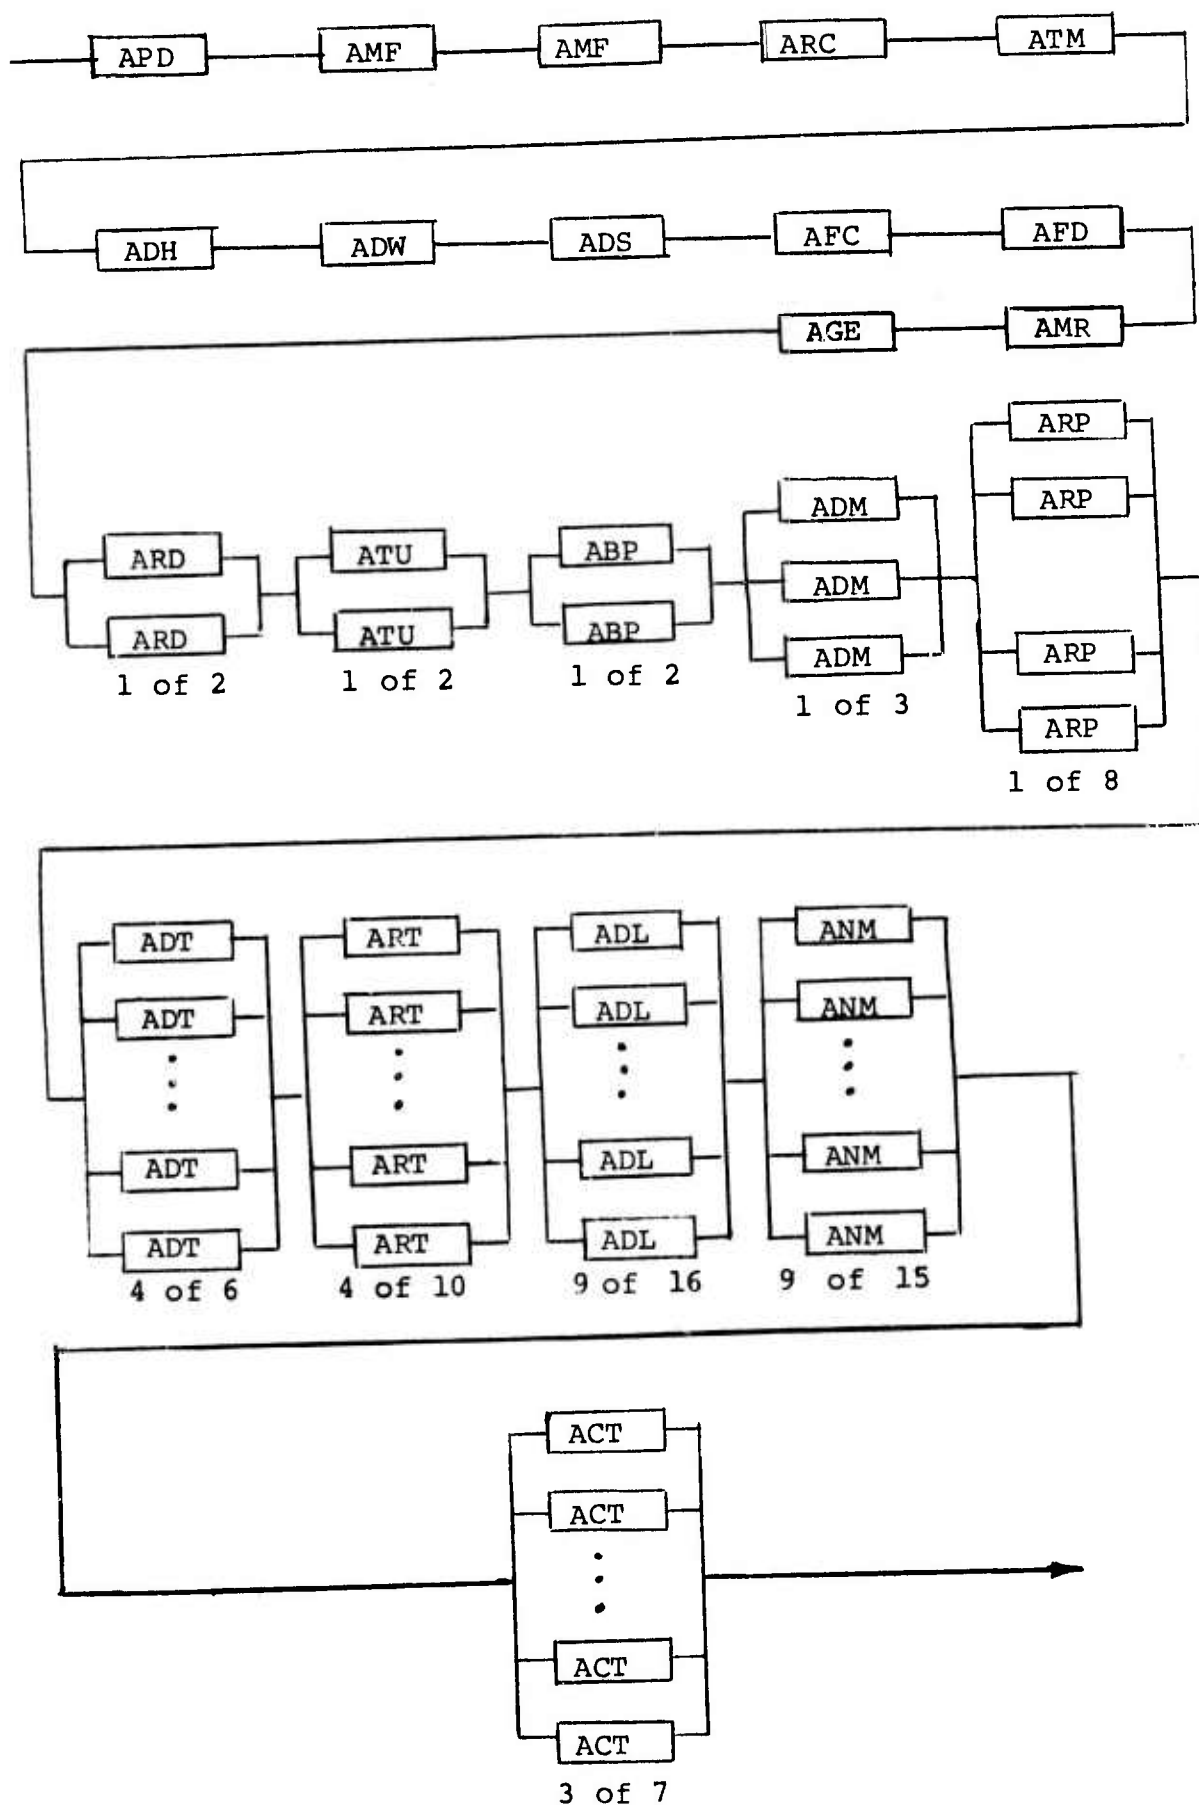 APD AMF AMF ARC ATM
ADH ADW ADS AFC AFD
AGE AMR
ARP
ARP
ADM
ARD ATU ABP
ADM
ARD ATU ABP
ADM
ARP
ARP
1 of 2 1 of 2 1 of 2
1 of 3
1 of 8
ADT ART ADL ANM
ADT ART ADL ANM
ADT ART ADL ANM
ADT ART ADL ANM
4 of 6 4 of 10 9 of 16 9 of 15
ACT
ACT
ACT
ACT
3 of 7